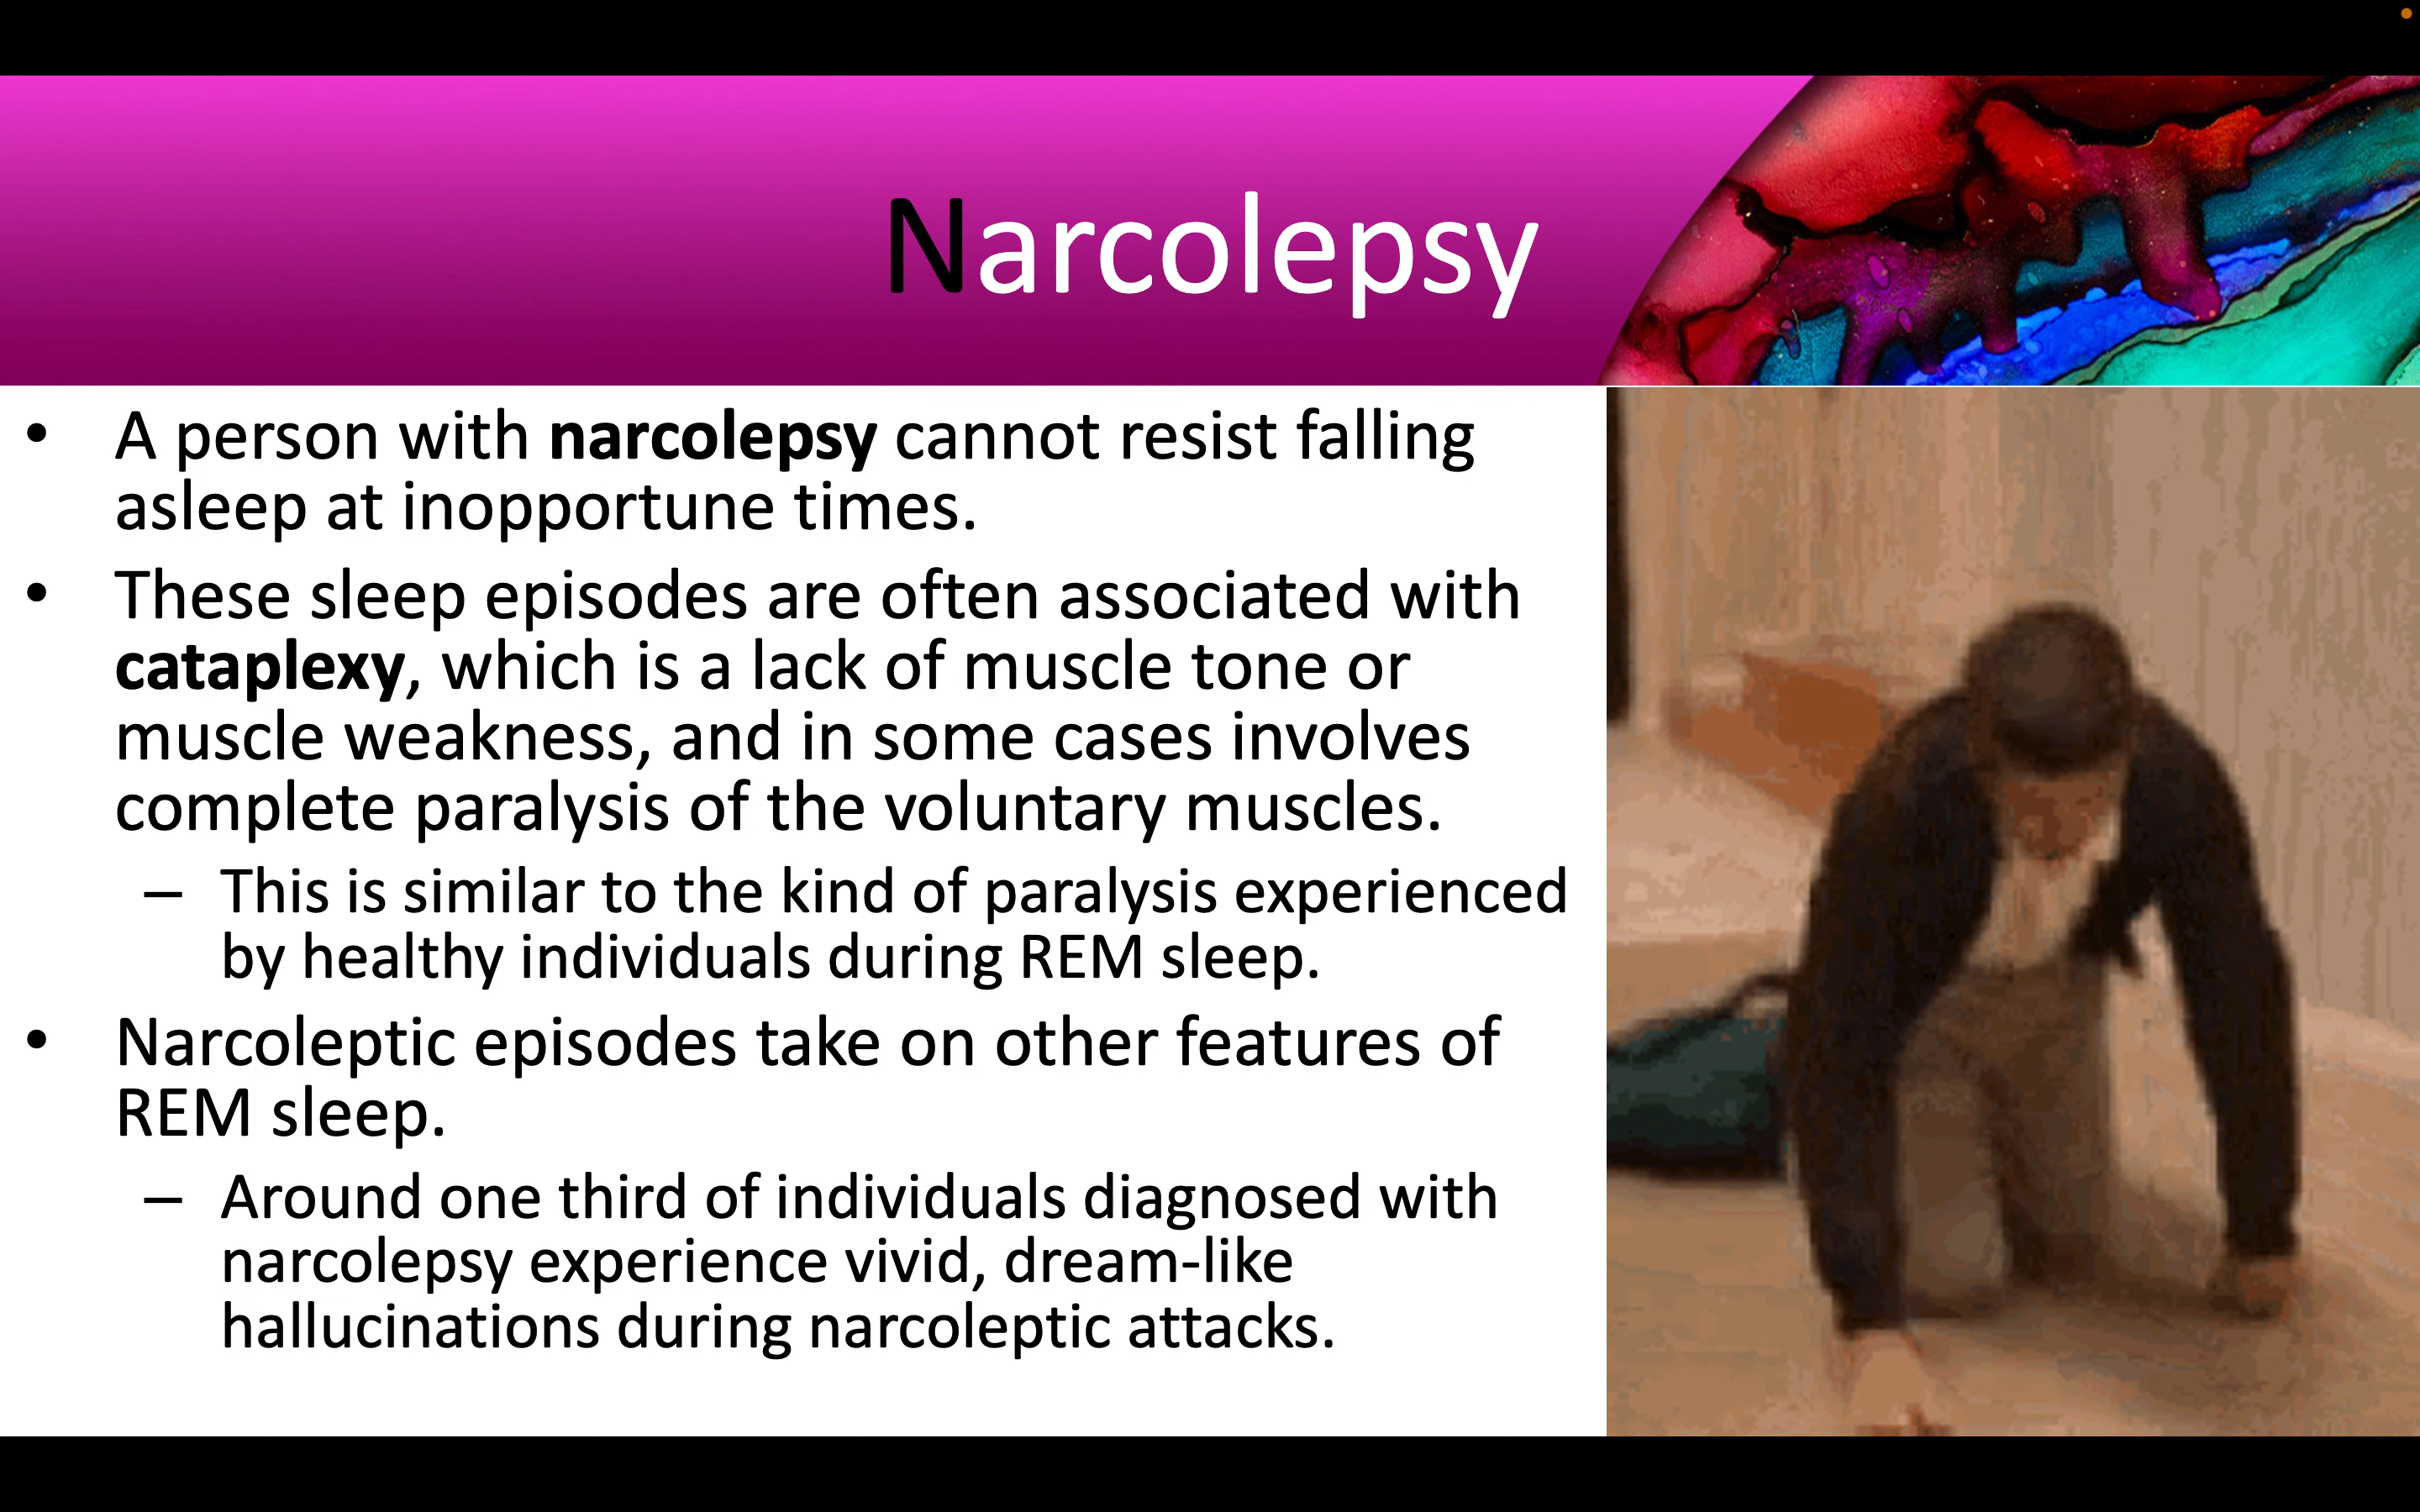 Narcolepsy
• A person with narcolepsy cannot resist falling
asleep at inopportune times.
• These sleep episodes are often associated with
cataplexy, which is a lack of muscle tone or
muscle weakness, and in some cases involves
complete paralysis of the voluntary muscles.
– This is similar to the kind of paralysis experienced
by healthy individuals during REM sleep.
• Narcoleptic episodes take on other features of
REM sleep.
– Around one third of individuals diagnosed with
narcolepsy experience vivid, dream-like
hallucinations during narcoleptic attacks.